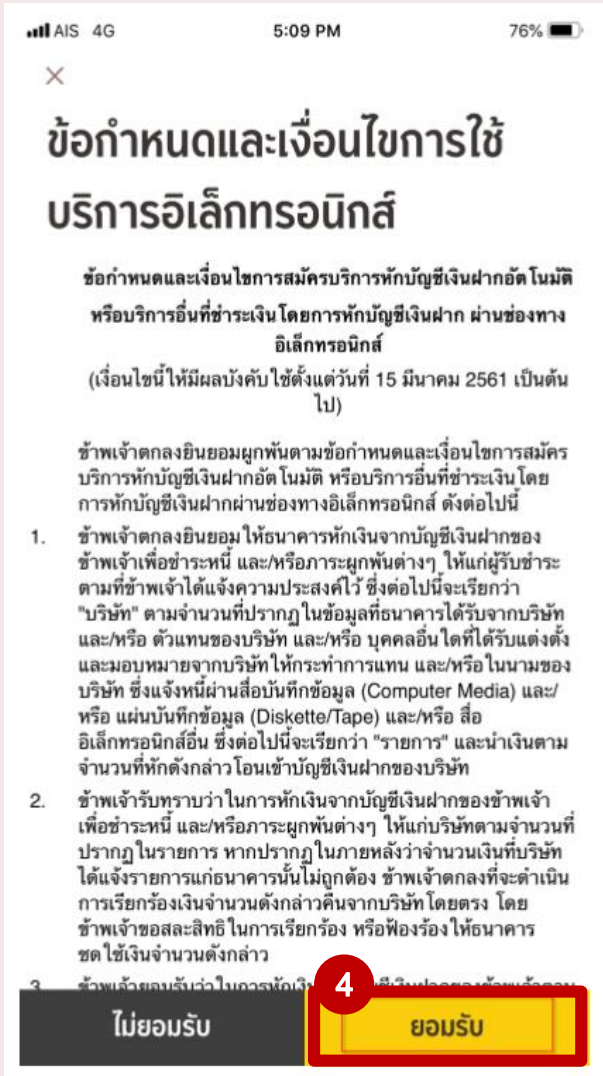 AIS 4G 5:09 PM 76%
ข้อกำหนดและเงื่อนไขการใช้
บริการอิเล็กทรอนิกส์
ข้อกำหนดและเงื่อนไขการสมัครบริการหักบัญชีเงินฝากอัตโนมัติ
หรือบริการอื่นที่ชำระเงินโดยการหักบัญชีเงินฝาก ผ่านช่องทาง
อิเล็กทรอนิกส์
(เงื่อนไขนี้ให้มีผลบังคับใช้ตั้งแต่วันที่ 15 มีนาคม 2561 เป็นต้น
ไป)
ข้าพเจ้าตกลงยินยอมผูกพันตามข้อกำหนดและเงื่อนไขการสมัคร
บริการหักบัญชีเงินฝากอัตโนมัติ หรือบริการอื่นที่ชำระเงินโดย
การหักบัญชีเงินฝากผ่านช่องทางอิเล็กทรอนิกส์ ดังต่อไปนี้
1. ข้าพเจ้าตกลงยินยอมให้ธนาคารหักเงินจากบัญชีเงินฝากของ
ข้าพเจ้าเพื่อชำระหนี้ และ/หรือภาระผูกพันต่างๆ ให้แก่ผู้รับชำระ
ตามที่ข้าพเจ้าได้แจ้งความประสงค์ไว้ ซึ่งต่อไปนี้จะเรียกว่า
"บริษัท" ตามจำนวนที่ปรากฏในข้อมูลที่ธนาคารได้รับจากบริษัท
และ/หรือ ตัวแทนของบริษัท และ/หรือ บุคคลอื่นใดที่ได้รับแต่งตั้ง
และมอบหมายจากบริษัทให้กระทำการแทน และ/หรือในนามของ
บริษัท ซึ่งแจ้งหนี้ผ่านสื่อบันทึกข้อมูล (Computer Media) และ/
หรือ แผ่นบันทึกข้อมูล (Diskette/Tape) และ/หรือ สื่อ
อิเล็กทรอนิกส์อื่น ซึ่งต่อไปนี้จะเรียกว่า "รายการ" และนำเงินตาม
จำนวนที่หักดังกล่าวโอนเข้าบัญชีเงินฝากของบริษัท
2. ข้าพเจ้ารับทราบว่าในการหักเงินจากบัญชีเงินฝากของข้าพเจ้า
เพื่อชำระหนี้ และ/หรือภาระผูกพันต่างๆ ให้แก่บริษัทตามจำนวนที่
ปรากฏในรายการ หากปรากฏในภายหลังว่าจำนวนเงินที่บริษัท
ได้แจ้งรายการแก่ธนาคารนั้นไม่ถูกต้อง ข้าพเจ้าตกลงที่จะดำเนิน
การเรียกร้องเงินจำนวนดังกล่าวคืนจากบริษัทโดยตรง โดย
ข้าพเจ้าขอสละสิทธิในการเรียกร้อง หรือฟ้องร้องให้ธนาคาร
ชดใช้เงินจำนวนดังกล่าว
3. ข้าพเจ้ายอมรับว่าในการหักเงิน
4
ไม่ยอมรับ ยอมรับ